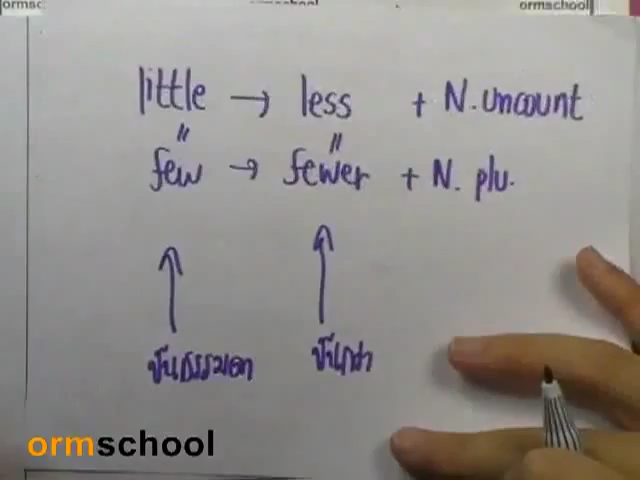 ormsc
ormschool
ormschool
little → less + N. uncount
" "
few → fewer + N. plu.
ขั้นธรรมดา ขั้นกว่า
ormschool